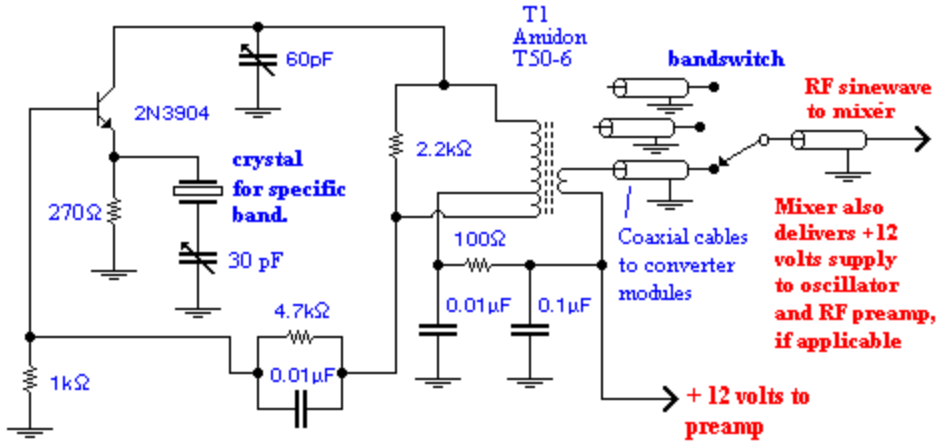 T1
Amidon
T50-6
60pF
bandswitch
RF sinewave
to mixer
2N3904
2.2kΩ
crystal
for specific
band.
270Ω
30 pF
100Ω
Coaxial cables
to converter
modules
Mixer also
delivers +12
volts supply
to oscillator
and RF preamp,
if applicable
0.01µF
0.1µF
4.7kΩ
0.01µF
1kΩ
+ 12 volts to
preamp